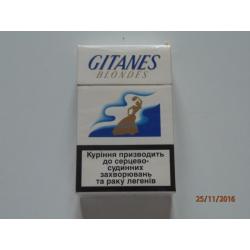 GITANES
BLONDES
Куріння призводить
до серцево-
судинних
захворювань
та раку легенів
25/11/2016